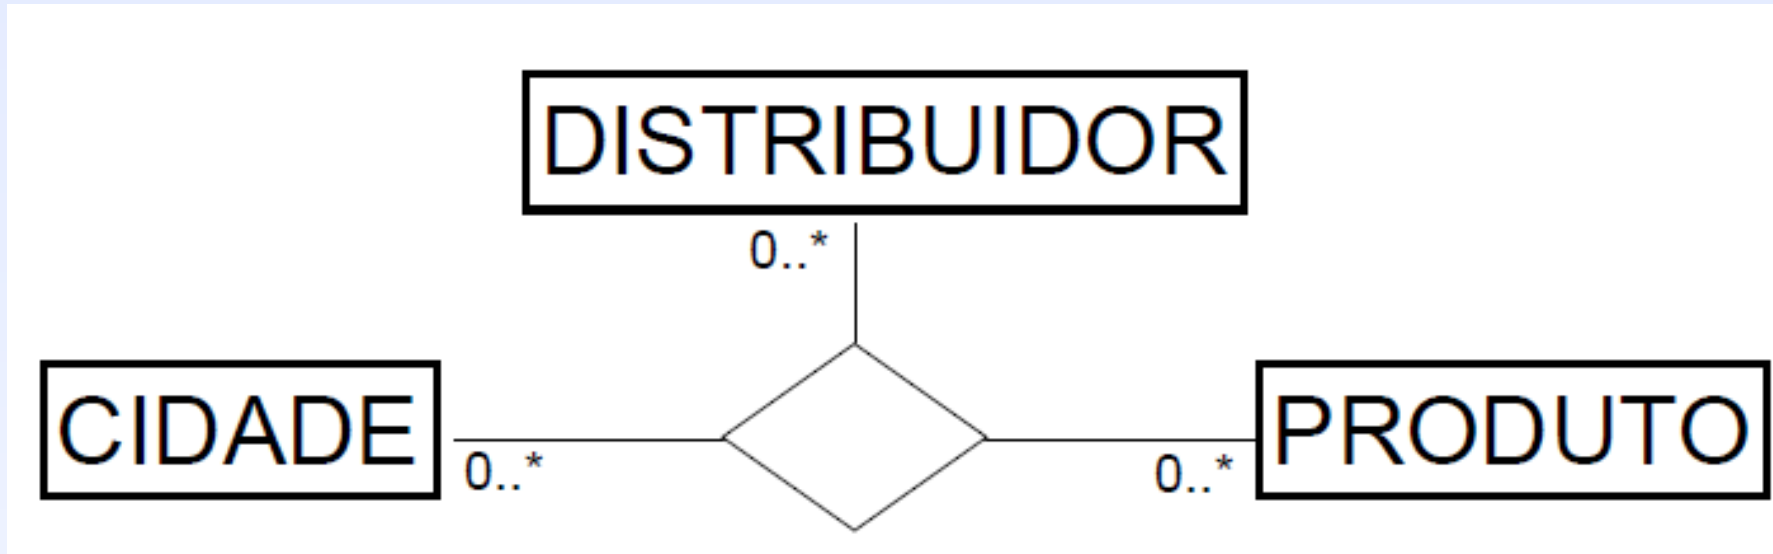 DISTRIBUIDOR
0..*
CIDADE
0..*
0..*
PRODUTO